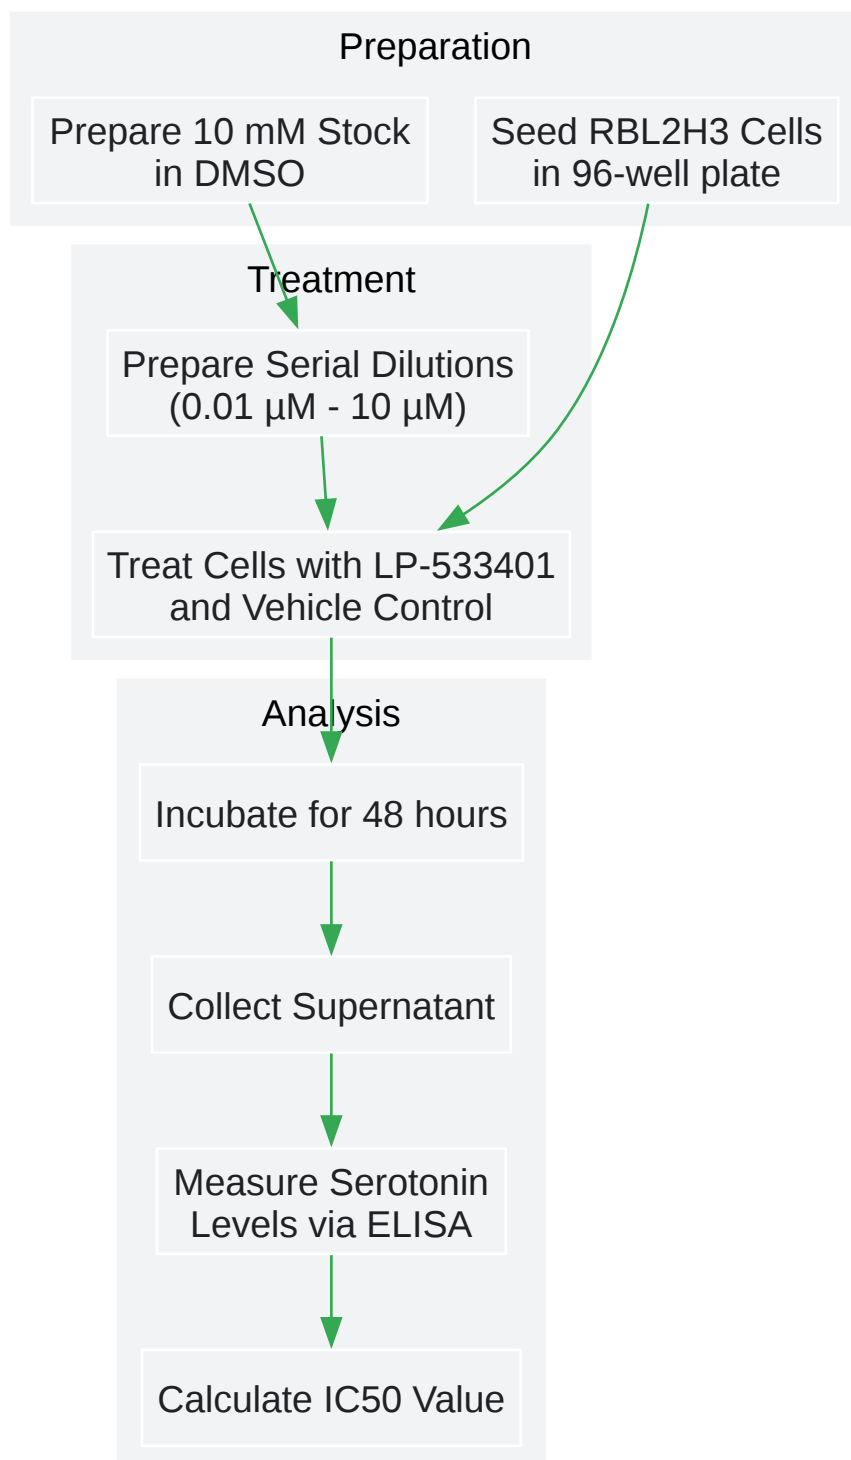 Preparation
Prepare 10 mM Stock
in DMSO
Seed RBL2H3 Cells
in 96-well plate
Treatment
Prepare Serial Dilutions
(0.01 µM - 10 µM)
Treat Cells with LP-533401
and Vehicle Control
Analysis
Incubate for 48 hours
Collect Supernatant
Measure Serotonin
Levels via ELISA
Calculate IC50 Value